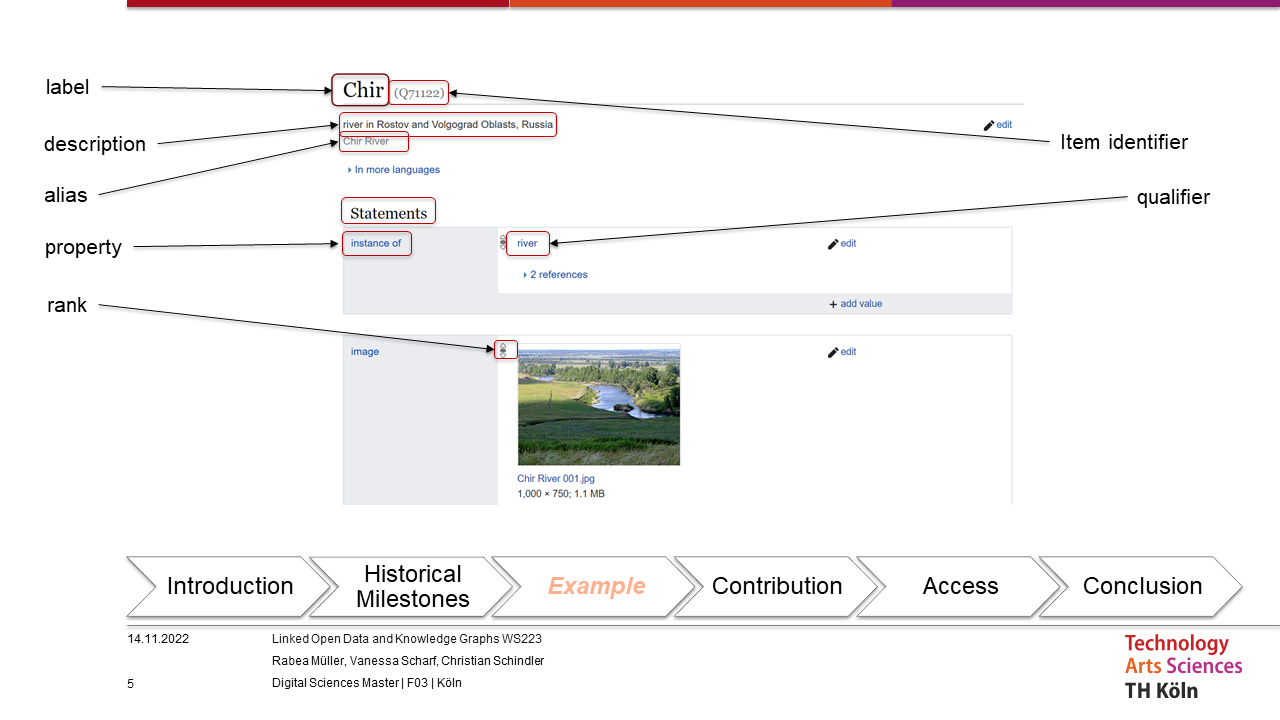 label
Chir (Q71122)
description
river in Rostov and Volgograd Oblasts, Russia
edit
Chir River
Item identifier
In more languages
alias
qualifier
Statements
property
instance of
river
edit
2 references
add value
rank
image
edit
Chir River 001.jpg
1,000 × 750; 1.1 MB
Introduction
Historical
Milestones
Example
Contribution
Access
Conclusion
14.11.2022
Linked Open Data and Knowledge Graphs WS223
Rabea Müller, Vanessa Scharf, Christian Schindler
5
Digital Sciences Master | F03 | Köln
Technology
Arts Sciences
TH Köln